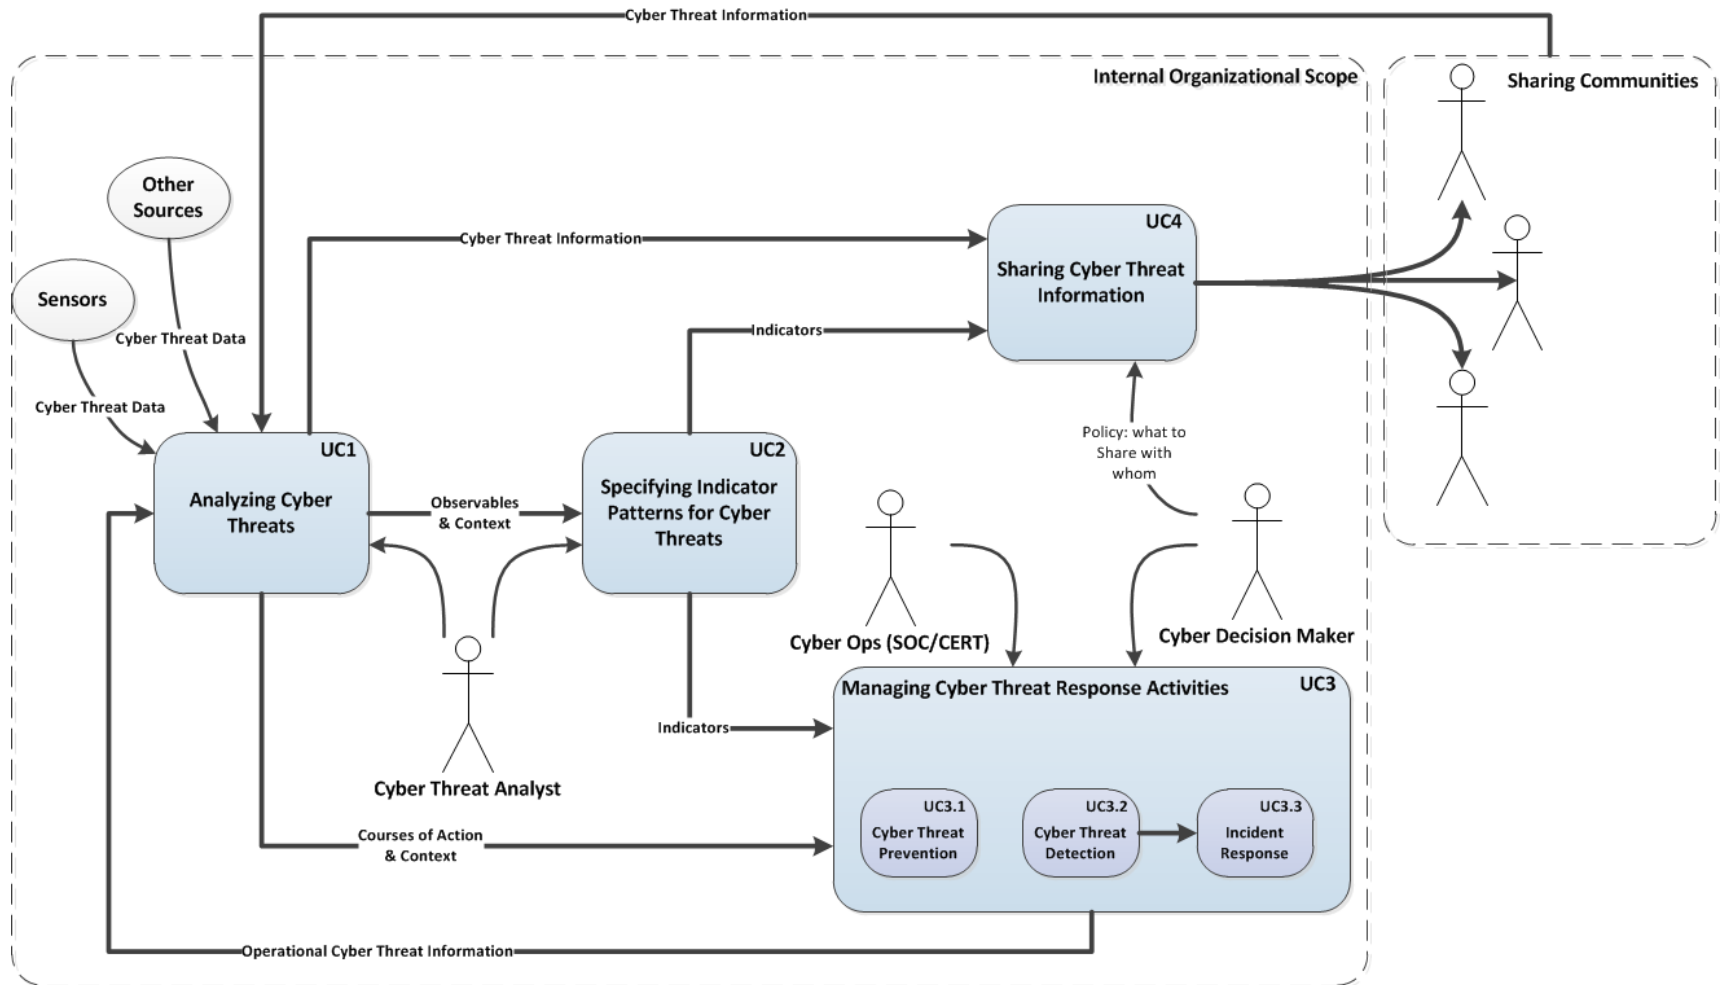 Cyber Threat Information
Internal Organizational Scope
Sharing Communities
Other
Sources
Sensors
Cyber Threat Data
Cyber Threat Data
Cyber Threat Information
UC4
Sharing Cyber Threat
Information
Indicators
Policy: what to
Share with
whom
UC1
Analyzing Cyber
Threats
Observables
& Context
UC2
Specifying Indicator
Patterns for Cyber
Threats
Cyber Threat Analyst
Cyber Ops (SOC/CERT)
Cyber Decision Maker
Indicators
Courses of Action
& Context
Managing Cyber Threat Response Activities
UC3
UC3.1
Cyber Threat
Prevention
UC3.2
Cyber Threat
Detection
UC3.3
Incident
Response
Operational Cyber Threat Information